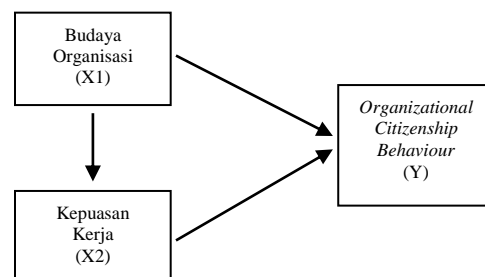 Budaya
Organisasi
(X1)
Organizational
Citizenship
Behaviour
(Y)
Kepuasan
Kerja
(X2)